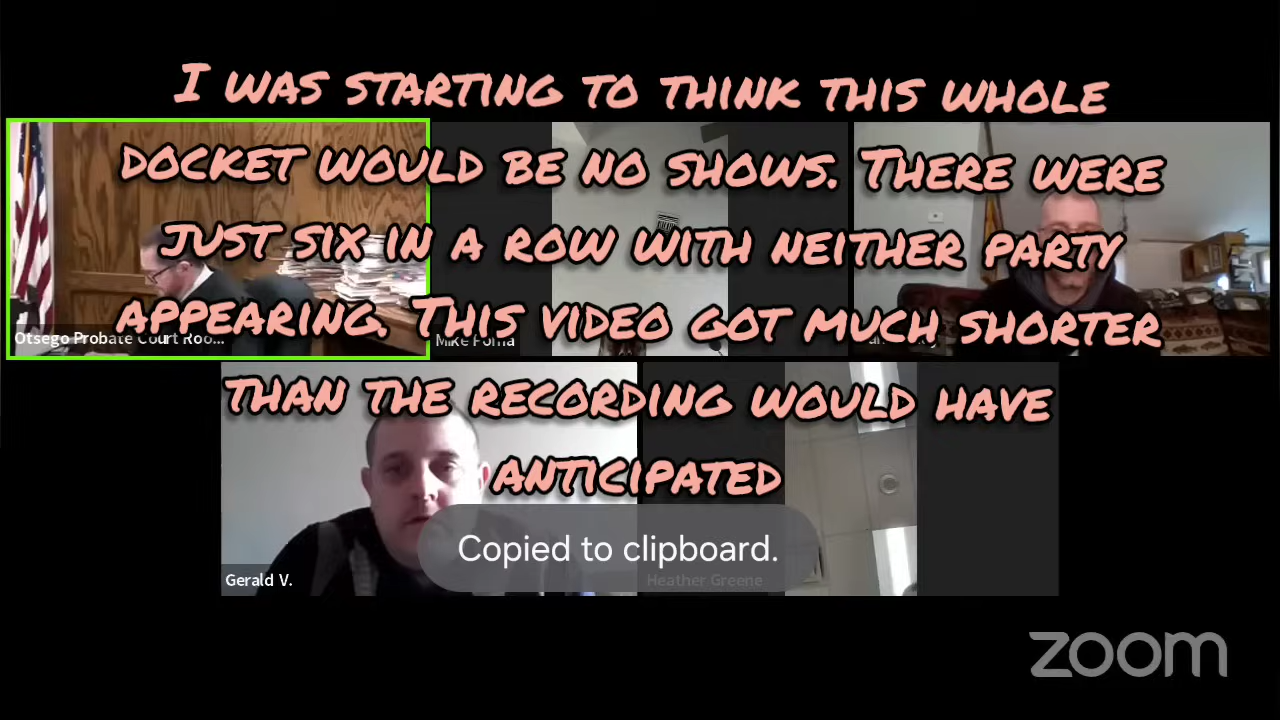 I WAS STARTING TO THINK THIS WHOLE
DOCKET WOULD BE NO SHOWS. THERE WERE
JUST SIX IN A ROW WITH NEITHER PARTY
APPEARING. THIS VIDEO GOT MUCH SHORTER
THAN THE RECORDING WOULD HAVE
ANTICIPATED
Otsego Probate Court Roo...
Mike
Copied to clipboard.
Gerald V.
Heather Greene
zoom